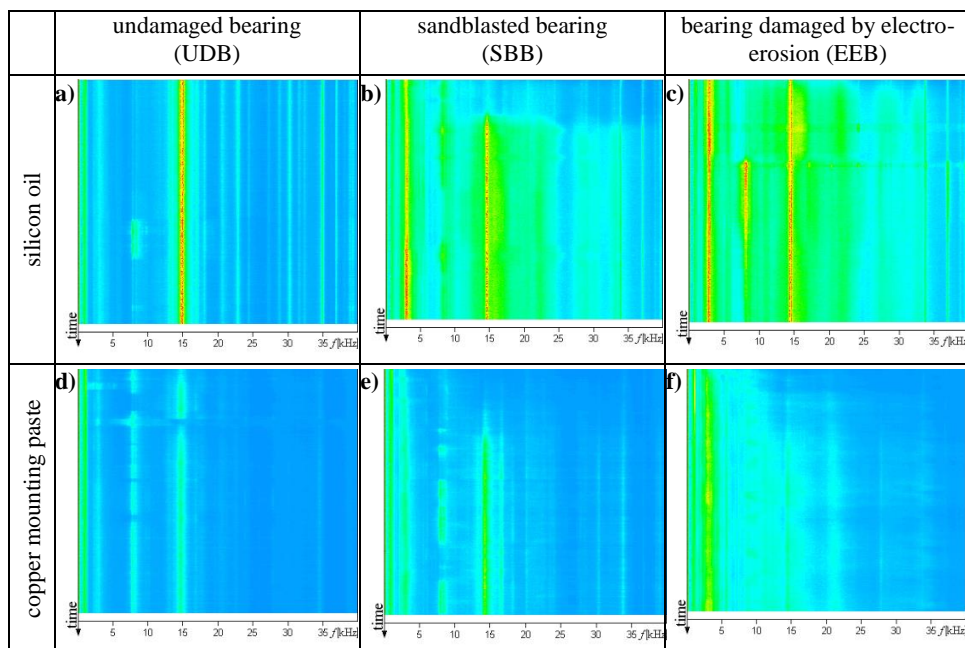 undamaged bearing
(UDB)
sandblasted bearing
(SBB)
bearing damaged by electro-
erosion (EEB)
silicon oil
a)
b)
c)
time
5 10 15 20 25 30 35 f[kHz]
time
5 10 15 20 25 30 35 f[kHz]
time
5 10 15 20 25 30 35 f[kHz]
copper mounting paste
d)
e)
f)
time
5 10 15 20 25 30 35 f[kHz]
time
5 10 15 20 25 30 35 f[kHz]
time
5 10 15 20 25 30 35 f[kHz]